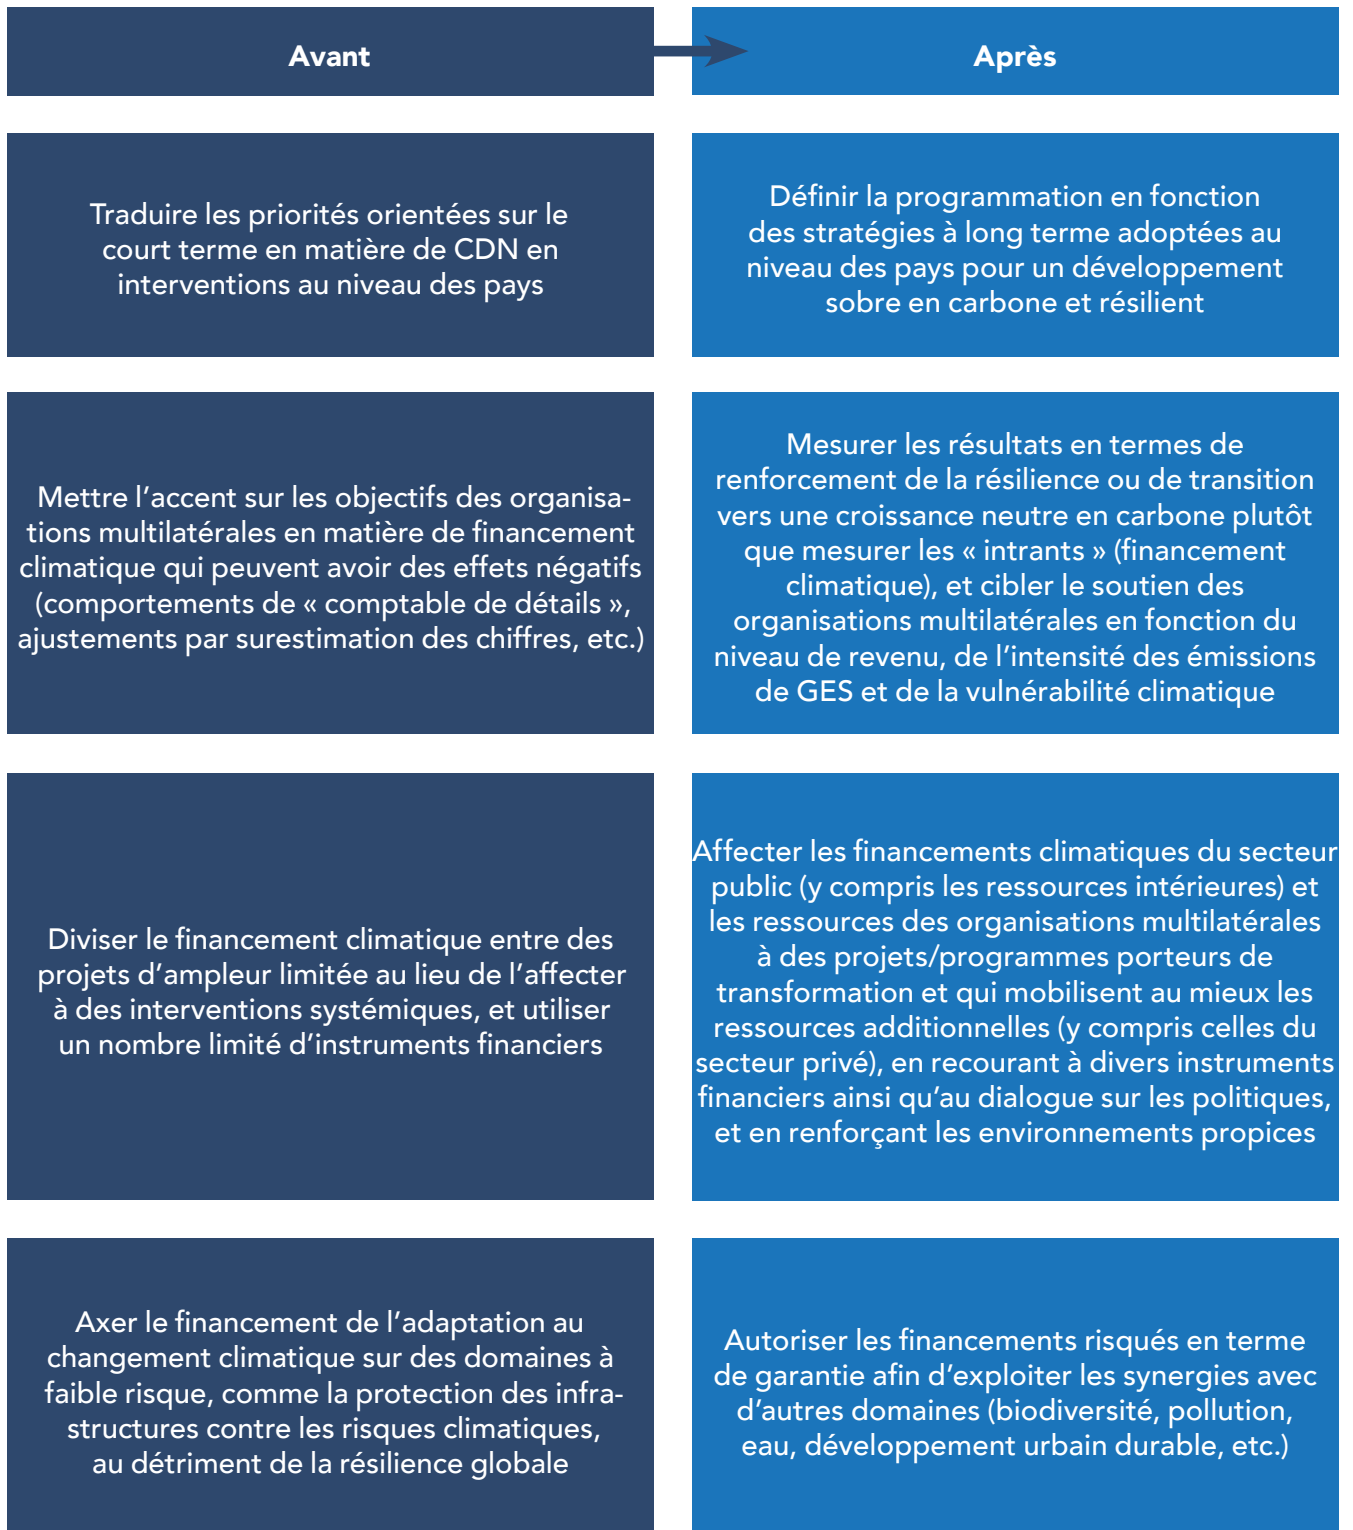 Avant
Après
Traduire les priorités orientées sur le
court terme en matière de CDN en
interventions au niveau des pays
Définir la programmation en fonction
des stratégies à long terme adoptées au
niveau des pays pour un développement
sobre en carbone et résilient
Mettre l’accent sur les objectifs des organisa-
tions multilatérales en matière de financement
climatique qui peuvent avoir des effets négatifs
(comportements de « comptable de détails »,
ajustements par surestimation des chiffres, etc.)
Mesurer les résultats en termes de
renforcement de la résilience ou de transition
vers une croissance neutre en carbone plutôt
que mesurer les « intrants » (financement
climatique), et cibler le soutien des
organisations multilatérales en fonction du
niveau de revenu, de l’intensité des émissions
de GES et de la vulnérabilité climatique
Diviser le financement climatique entre des
projets d’ampleur limitée au lieu de l’affecter
à des interventions systémiques, et utiliser
un nombre limité d’instruments financiers
Affecter les financements climatiques du secteur
public (y compris les ressources intérieures) et
les ressources des organisations multilatérales
à des projets/programmes porteurs de
transformation et qui mobilisent au mieux les
ressources additionnelles (y compris celles du
secteur privé), en recourant à divers instruments
financiers ainsi qu’au dialogue sur les politiques,
et en renforçant les environnements propices
Axer le financement de l’adaptation au
changement climatique sur des domaines à
faible risque, comme la protection des infra-
structures contre les risques climatiques,
au détriment de la résilience globale
Autoriser les financements risqués en terme
de garantie afin d’exploiter les synergies avec
d’autres domaines (biodiversité, pollution,
eau, développement urbain durable, etc.)